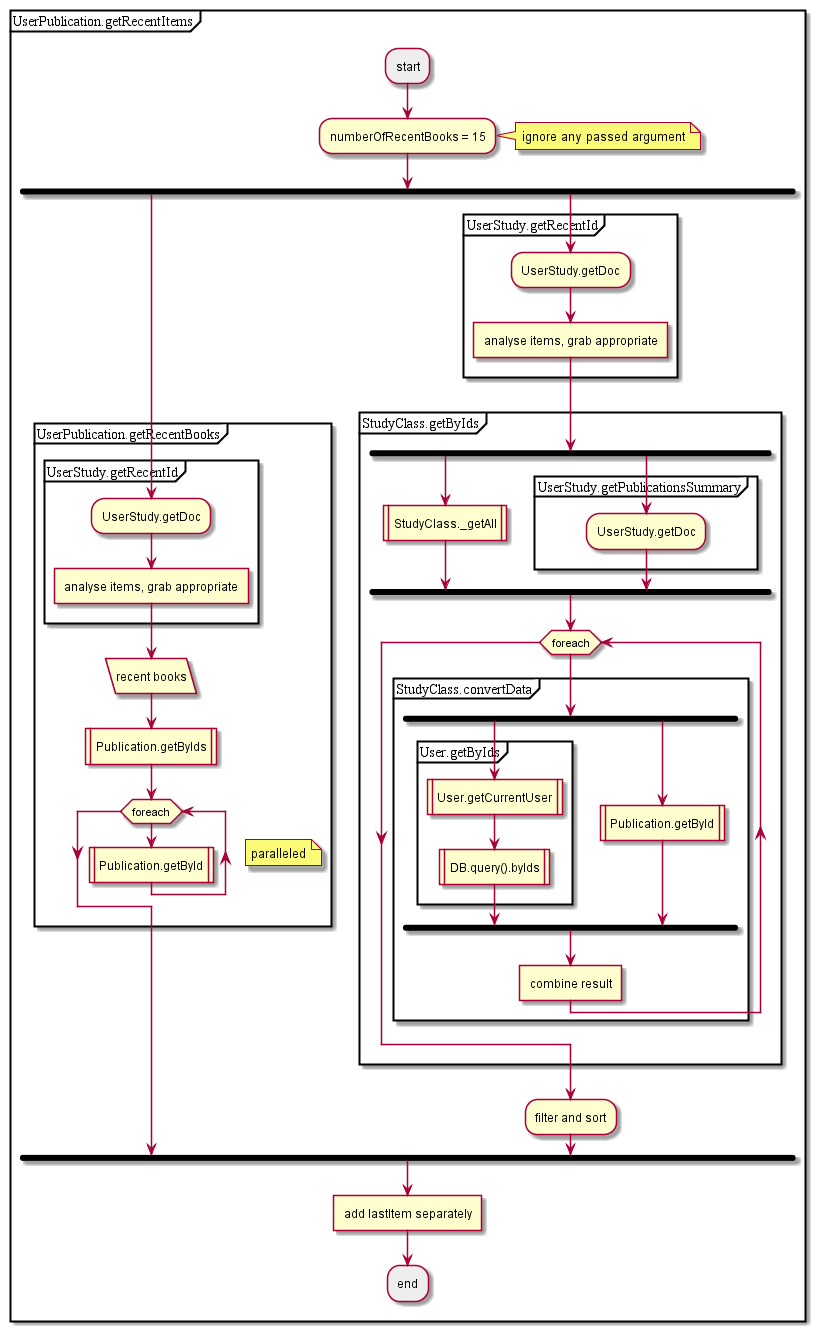 UserPublication.getRecentItems
start
numberOfRecentBooks = 15
ignore any passed argument
UserStudy.getRecentId
UserStudy.getDoc
analyse items, grab appropriate
UserPublication.getRecentBooks
UserStudy.getRecentId
UserStudy.getDoc
analyse items, grab appropriate
recent books
Publication.getByIds
foreach
Publication.getById
paralleled
StudyClass.getByIds
StudyClass._getAll
UserStudy.getPublicationsSummary
UserStudy.getDoc
foreach
StudyClass.convertData
User.getByIds
User.getCurrentUser
DB.query().byIds
Publication.getById
combine result
filter and sort
add lastItem separately
end